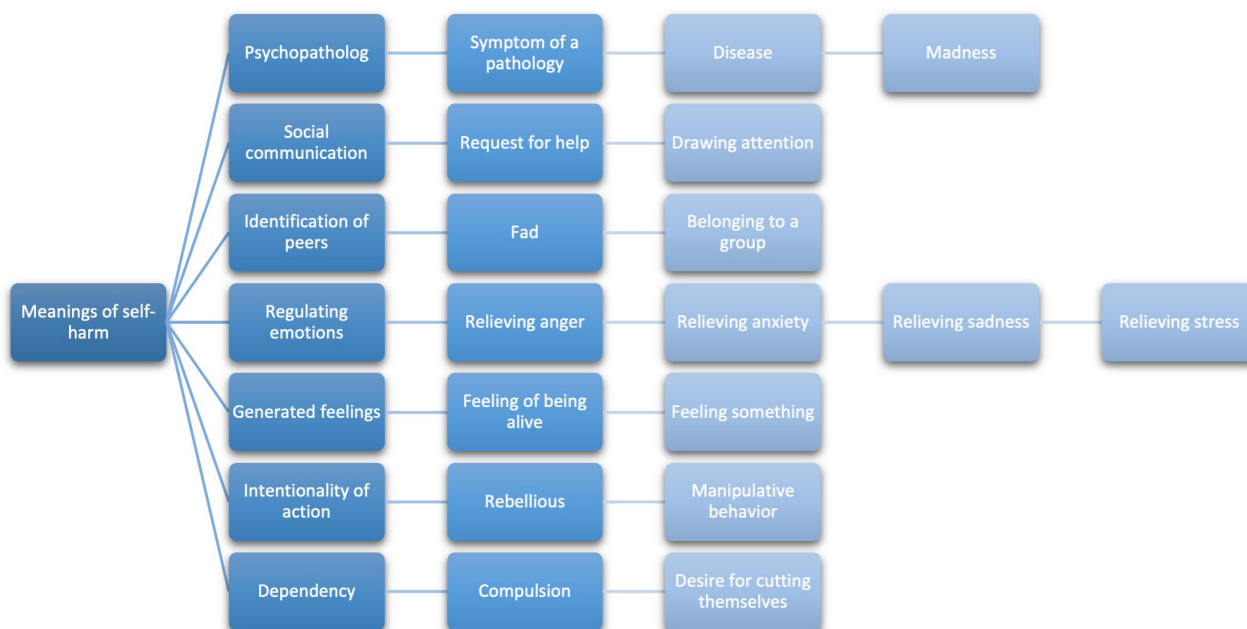 Psychopatholog
Symptom of a
pathology
Disease
Madness
Social
communication
Request for help
Drawing attention
Identification of
peers
Fad
Belonging to a
group
Meanings of self-
harm
Regulating
emotions
Relieving anger
Relieving anxiety
Relieving sadness
Relieving stress
Generated feelings
Feeling of being
alive
Feeling something
Intentionality of
action
Rebellious
Manipulative
behavior
Dependency
Compulsion
Desire for cutting
themselves